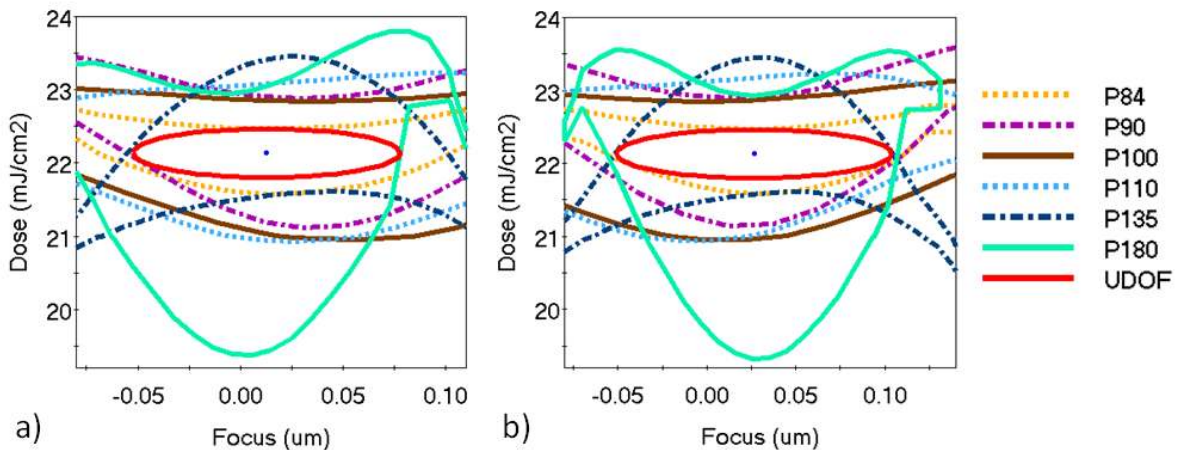 24
23
22
21
20
Dose (mJ/cm2)
-0.05
0.00
0.05
0.10
a)
Focus (um)
24
23
22
21
20
Dose (mJ/cm2)
-0.05
0.00
0.05
0.10
b)
Focus (um)
P84
P90
P100
P110
P135
P180
UDOF